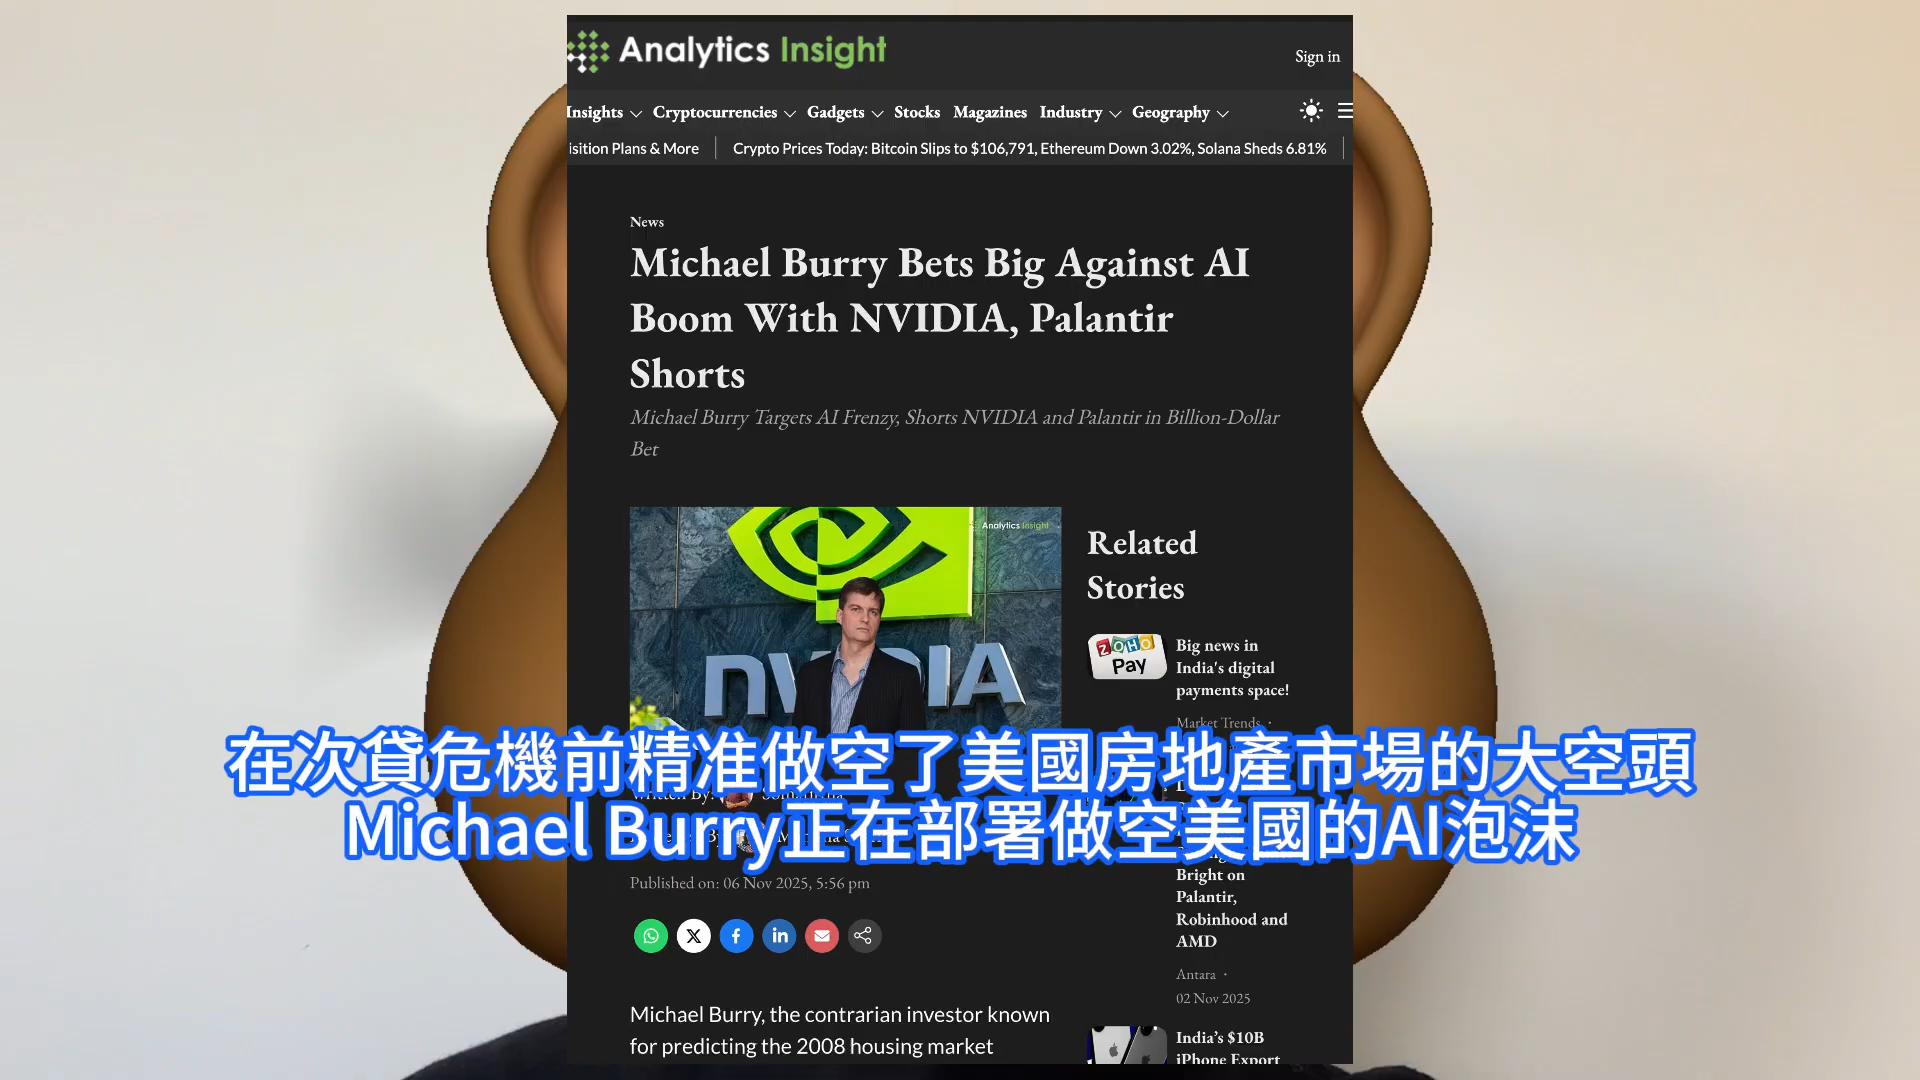 Analytics Insight
Sign in
Insights Cryptocurrencies Gadgets Stocks Magazines Industry Geography
isition Plans & More
Crypto Prices Today: Bitcoin Slips to $106,791, Ethereum Down 3.02%, Solana Sheds 6.81%
News
Michael Burry Bets Big Against AI
Boom With NVIDIA, Palantir
Shorts
Michael Burry Targets AI Frenzy, Shorts NVIDIA and Palantir in Billion-Dollar
Bet
Analytics Insight
NVIDIA
Related
Stories
ZOHO
Pay
Big news in
India's digital
payments space!
Market Trends ·
在次貸危機前精准做空了美國房地產市場的大空頭
Michael Burry正在部署做空美國的AI泡沫
Written By:
Published on: 06 Nov 2025, 5:56 pm
Bright on
Palantir,
Robinhood and
AMD
Antara ·
02 Nov 2025
Michael Burry, the contrarian investor known
for predicting the 2008 housing market
India's $10B
iPhone Export